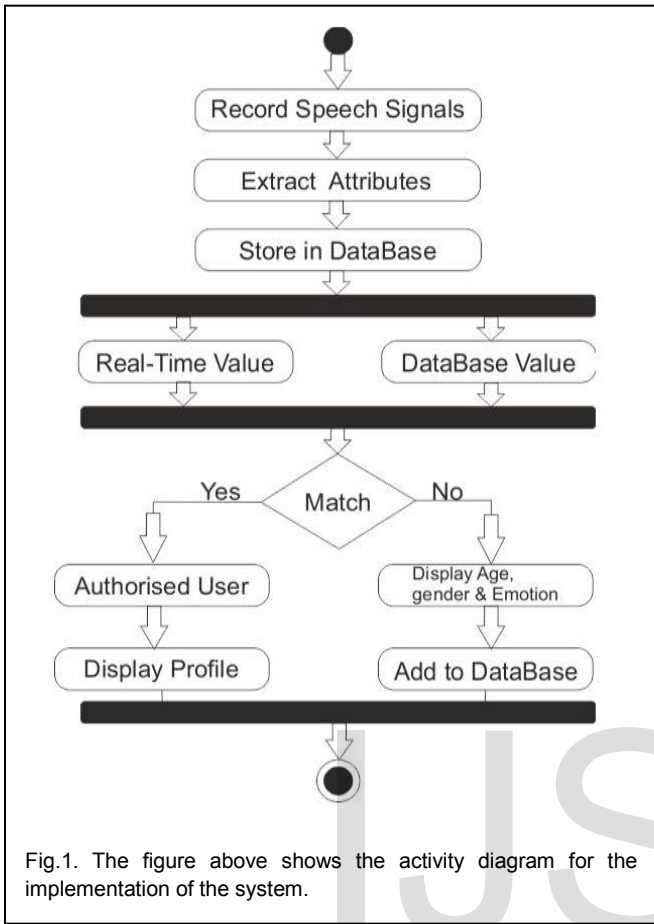 Record Speech Signals
Extract Attributes
Store in DataBase
Real-Time Value
DataBase Value
Match
Yes
No
Authorised User
Display Age,
gender & Emotion
Display Profile
Add to DataBase
IJS
Fig.1. The figure above shows the activity diagram for the
implementation of the system.